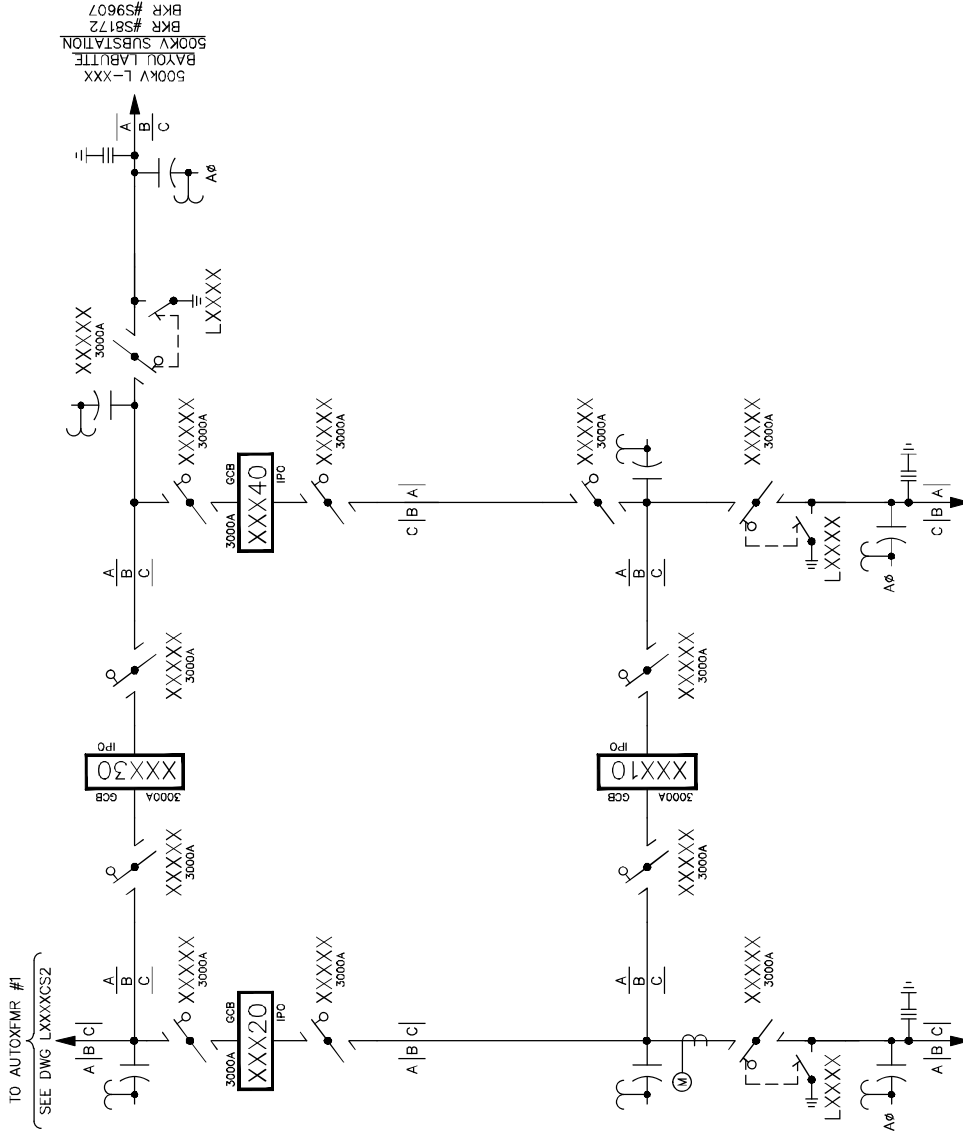 500kV L-XXX
BAYOU LABUTTE
500KV SUBSTATION
BKR #S8172
BKR #S9607
A
B
C
AØ
LXXXX
XXXXX
3000A
XXXXX
3000A
GCB
3000A
XXX40
IPO
XXXXX
3000A
C B A
XXXXX
3000A
XXXXX
3000A
LXXXX
AØ
C B A
A
B
C
XXXXX
3000A
IPO
XXX30
GCB
3000A
XXXXX
3000A
A
B
C
A
B
C
XXXXX
3000A
IPO
XXX10
GCB
3000A
XXXXX
3000A
A
B
C
TO AUTOXFMR #1
SEE DWG LXXXXCS2
A B C
XXXXX
3000A
GCB
3000A
XXX20
IPO
XXXXX
3000A
A B C
M
XXXXX
3000A
LXXXX
AØ
A B C